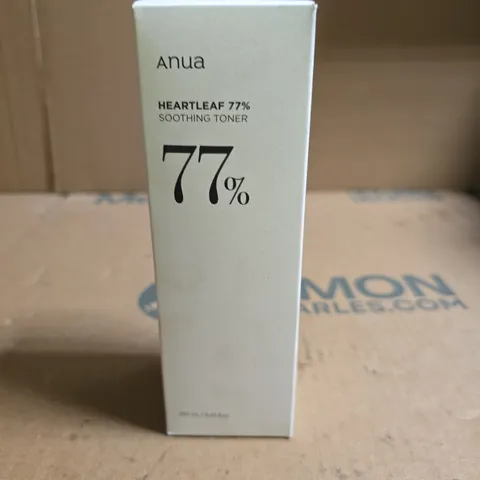 Anua
HEARTLEAF 77%
SOOTHING TONER
77%
MON
ARLES.COM